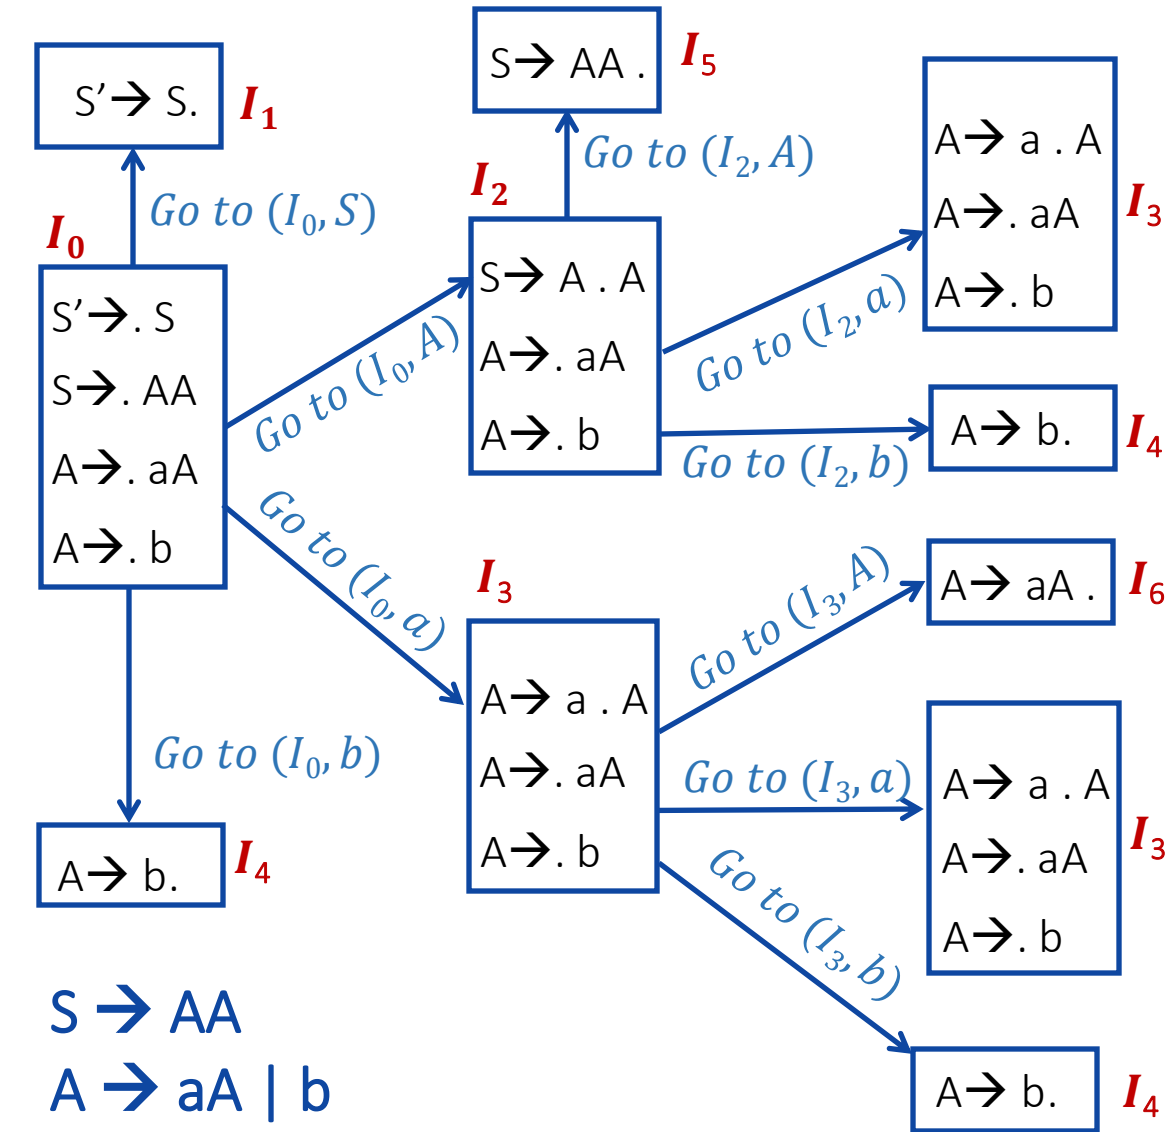 S→ AA .
I5
S'→ S.
I1
Go to (I0, S)
Go to (I2, A)
I2
A→ a . A
A→. aA
A→. b
I3
I0
S'→. S
S→. AA
A→. aA
A→. b
Go to (I0, A)
S→ A . A
A→. aA
A→. b
Go to (I2, a)
Go to (I2, b)
A→ b.
I4
Go to (I0, a)
I3
Go to (I3, A)
A→ aA .
I6
Go to (I0, b)
A→ a . A
A→. aA
A→. b
Go to (I3, a)
A→ a . A
A→. aA
A→. b
I3
A→ b.
I4
Go to (I3, b)
A→ b.
I4
S → AA
A → aA | b